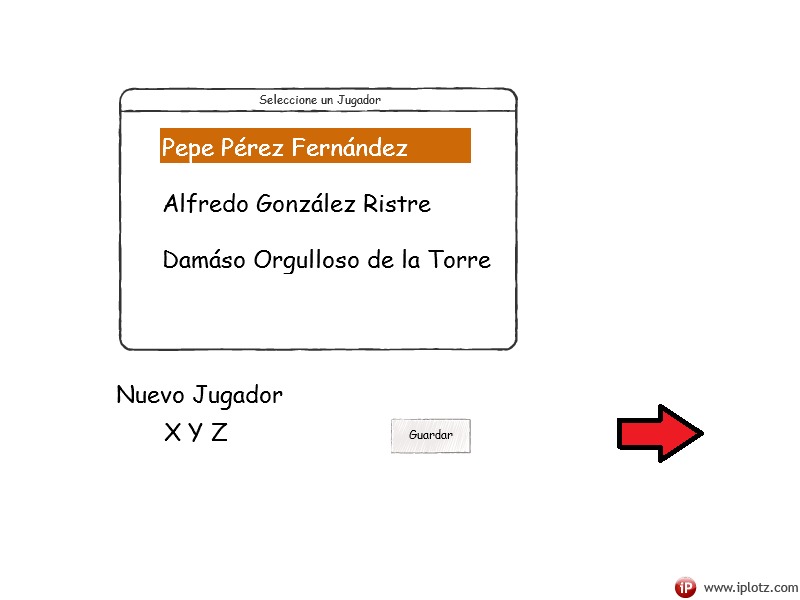 Seleccione un Jugador
Pepe Pérez Fernández
Alfredo González Ristre
Damáso Orgulloso de la Torre
Nuevo Jugador
X Y Z
Guardar
iP www.iplotz.com